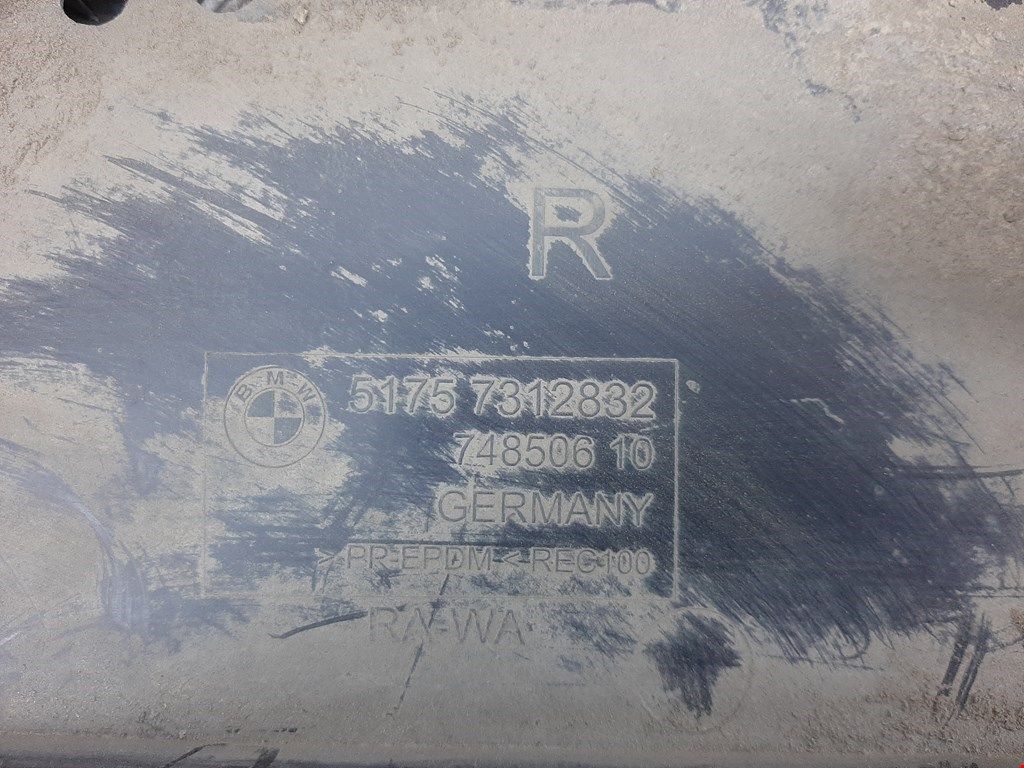 R
BMW
5175 7312832
748506 10
GERMANY
>PP-EPDM<REC100
RA-WA